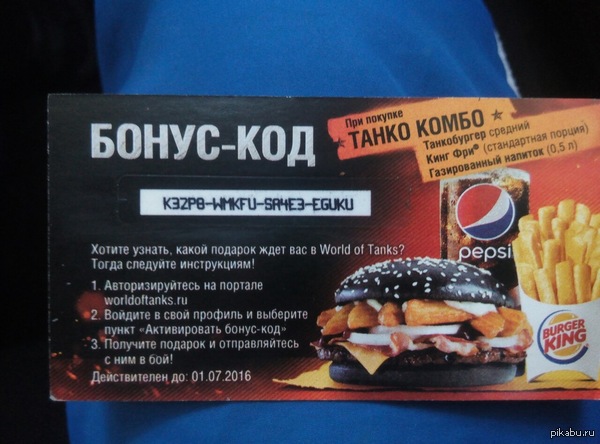 БОНУС-КОД
При покупке
ТАНКО КОМБО
Танкобургер средний
Кинг Фри® (стандартная порция)
Газированный напиток (0,5 л)
K32P8-WMKFU-SA4E3-EGUKU
Хотите узнать, какой подарок ждет вас в World of Tanks?
Тогда следуйте инструкциям!
1. Авторизируйтесь на портале
worldoftanks.ru
2. Войдите в свой профиль и выберите
пункт «Активировать бонус-код»
3. Получите подарок и отправляйтесь
с ним в бой!
Действителен до: 01.07.2016
pepsi
BURGER
KING
pikabu.ru